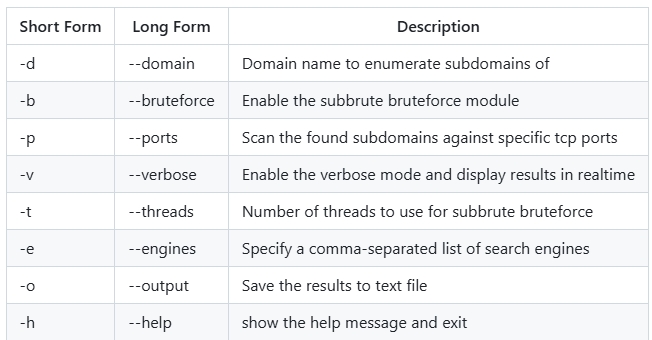 Short Form Long Form Description
-d --domain Domain name to enumerate subdomains of
-b --bruteforce Enable the subbrute bruteforce module
-p --ports Scan the found subdomains against specific tcp ports
-v --verbose Enable the verbose mode and display results in realtime
-t --threads Number of threads to use for subbrute bruteforce
-e --engines Specify a comma-separated list of search engines
-o --output Save the results to text file
-h --help show the help message and exit